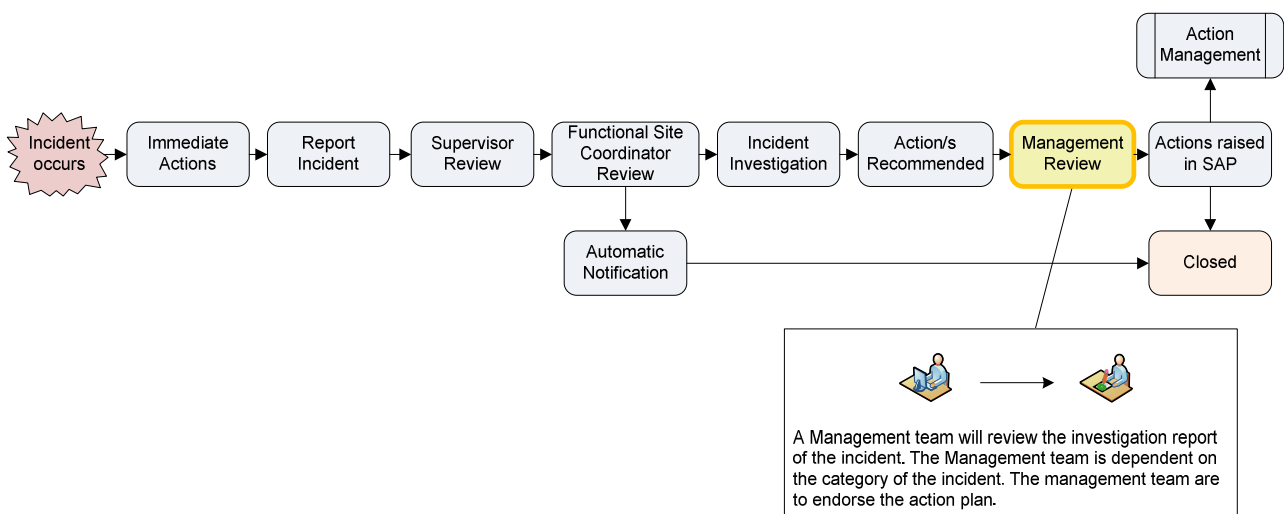 Action
Management
Incident
occurs
Immediate
Actions
Report
Incident
Supervisor
Review
Functional Site
Coordinator
Review
Incident
Investigation
Action/s
Recommended
Management
Review
Actions raised
in SAP
Automatic
Notification
Closed
A Management team will review the investigation report
of the incident. The Management team is dependent on
the category of the incident. The management team are
to endorse the action plan.